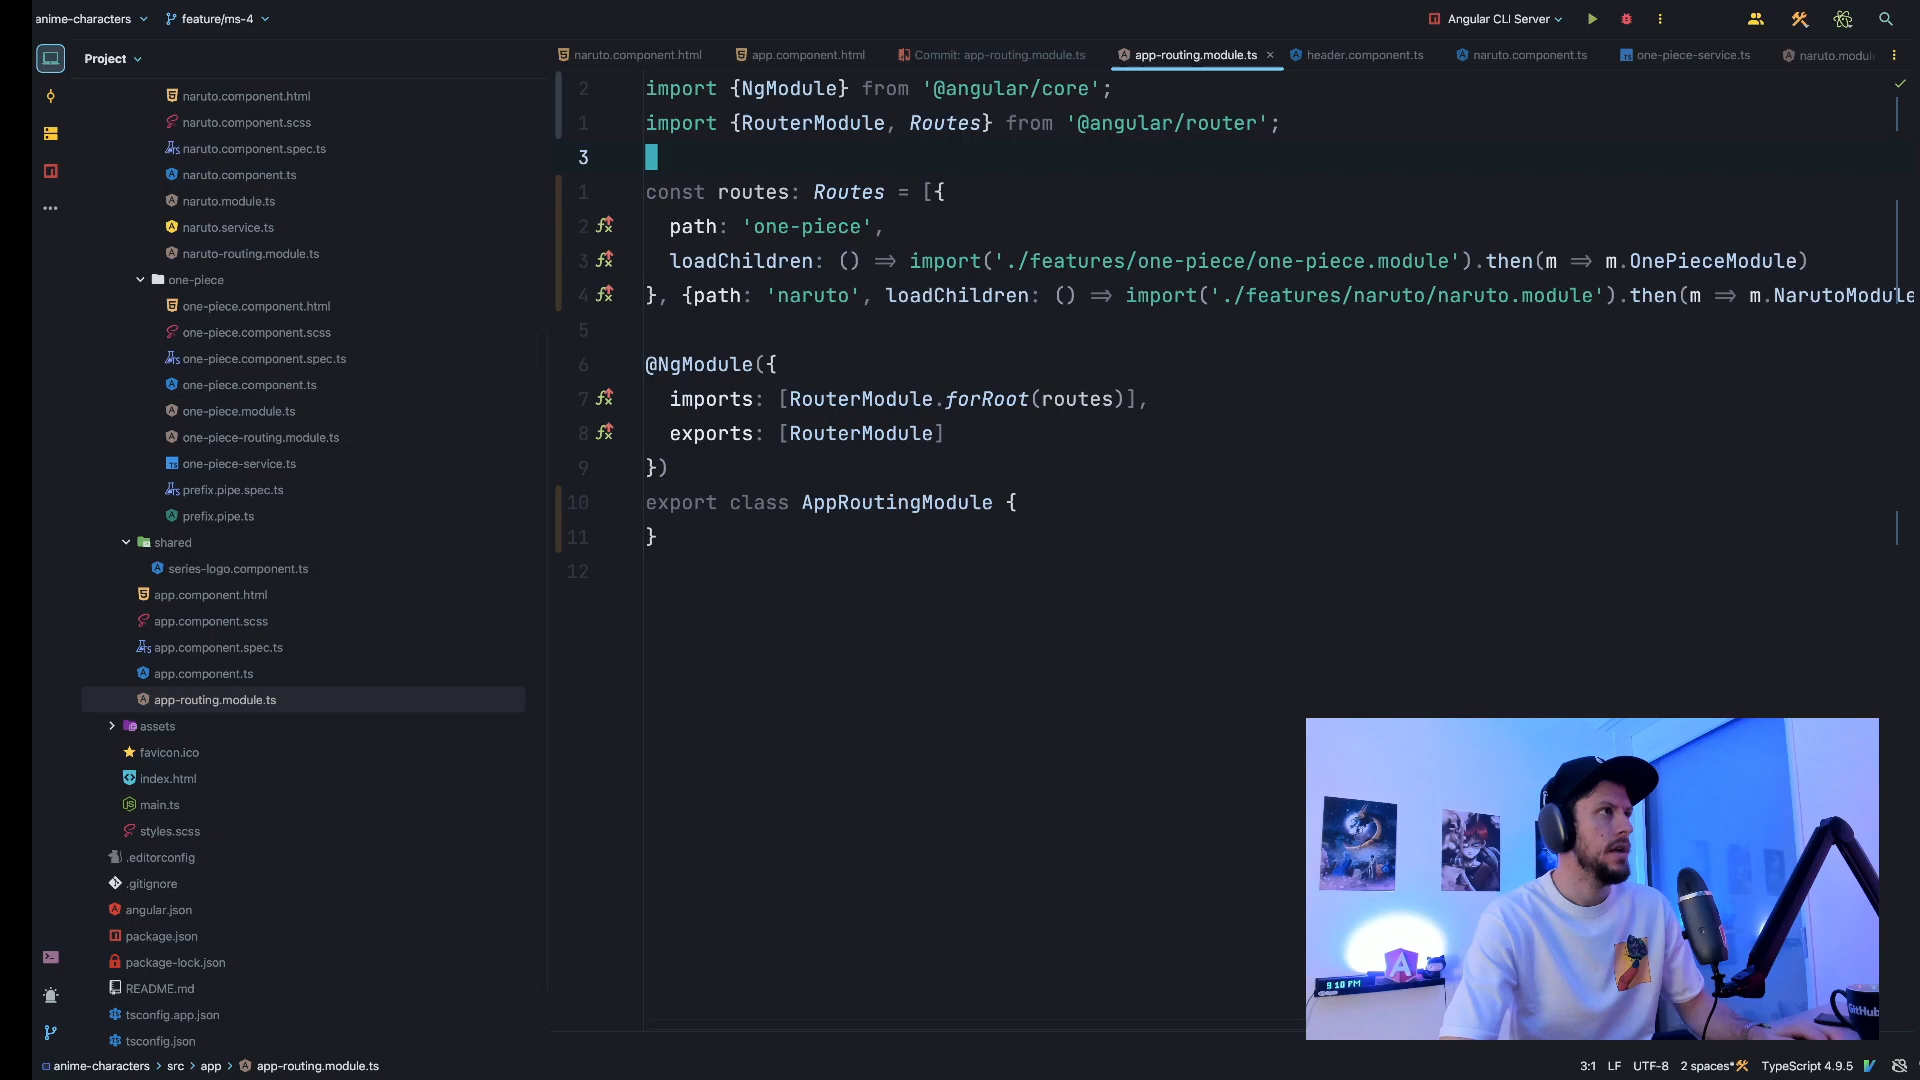 anime-characters
feature/ms-4
Angular CLI Server
Project
naruto.component.html
app.component.html
Commit: app-routing.module.ts
app-routing.module.ts
header.component.ts
naruto.component.ts
one-piece-service.ts
naruto.modul
naruto.component.html
naruto.component.scss
naruto.component.spec.ts
naruto.component.ts
naruto.module.ts
naruto.service.ts
naruto-routing.module.ts
one-piece
one-piece.component.html
one-piece.component.scss
one-piece.component.spec.ts
one-piece.component.ts
one-piece.module.ts
one-piece-routing.module.ts
one-piece-service.ts
prefix.pipe.spec.ts
prefix.pipe.ts
shared
series-logo.component.ts
app.component.html
app.component.scss
app.component.spec.ts
app.component.ts
app-routing.module.ts
assets
favicon.ico
index.html
main.ts
styles.scss
.editorconfig
.gitignore
angular.json
package.json
package-lock.json
README.md
tsconfig.app.json
tsconfig.json
2 import {NgModule} from '@angular/core';
1 import {RouterModule, Routes} from '@angular/router';
3
1 const routes: Routes = [{
2 path: 'one-piece',
3 loadChildren: () => import('./features/one-piece/one-piece.module').then(m => m.OnePieceModule)
4 }, {path: 'naruto', loadChildren: () => import('./features/naruto/naruto.module').then(m => m.NarutoModule
5
6 @NgModule({
7 imports: [RouterModule.forRoot(routes)],
8 exports: [RouterModule]
9 })
10 export class AppRoutingModule {
11 }
12
9 10 PM
GitHub
anime-characters > src > app > app-routing.module.ts
3:1 LF UTF-8 2 spaces* TypeScript 4.9.5